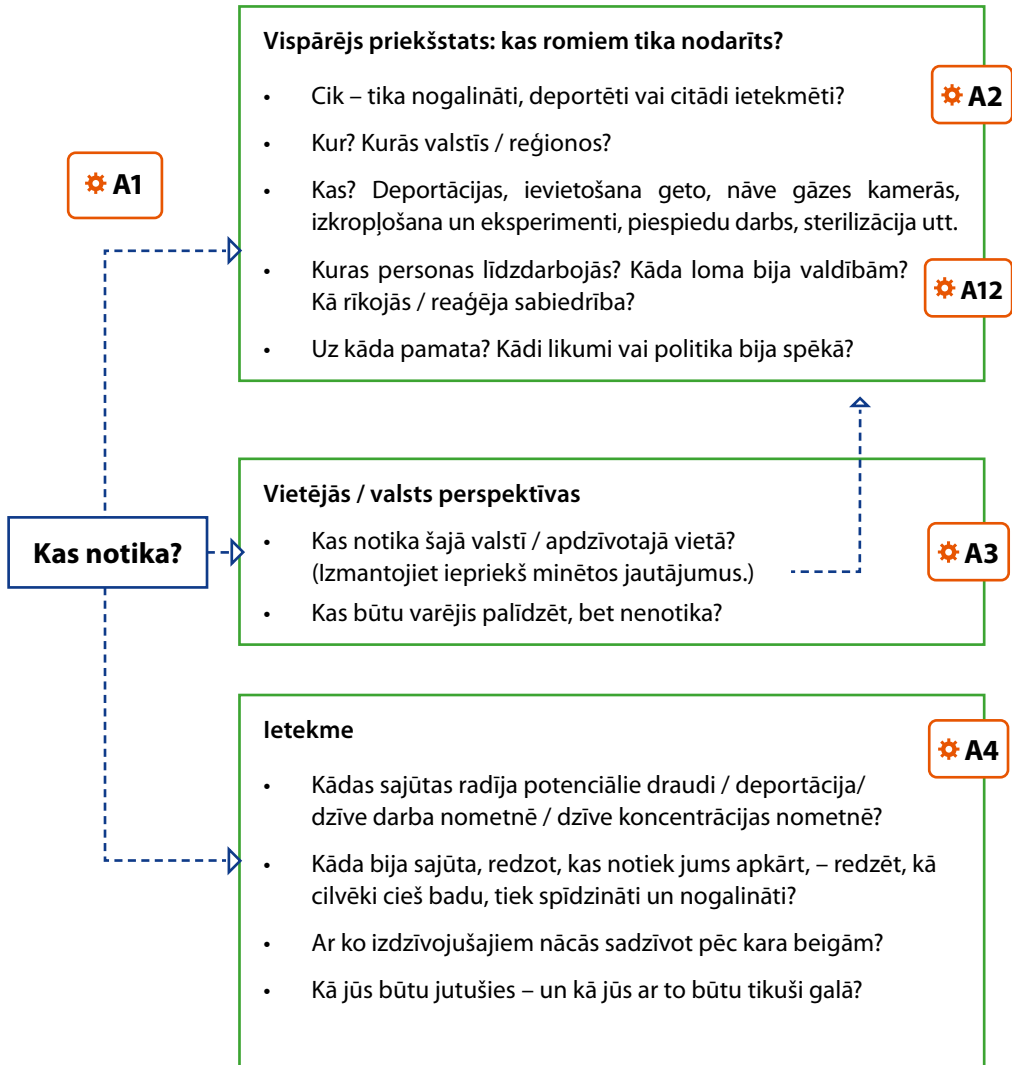 Vispārējs priekšstats: kas romiem tika nodarīts?
• Cik – tika nogalināti, deportēti vai citādi ietekmēti?
A2
• Kur? Kurās valstīs / reģionos?
A1
• Kas? Deportācijas, ievietošana geto, nāve gāzes kamerās,
izkropļošana un eksperimenti, piespiedu darbs, sterilizācija utt.
• Kuras personas līdzdarbojās? Kāda loma bija valdībām?
Kā rīkojās / reaģēja sabiedrība?
A12
• Uz kāda pamata? Kādi likumi vai politika bija spēkā?
Vietējās / valsts perspektīvas
Kas notika?
• Kas notika šajā valstī / apdzīvotajā vietā?
(Izmantojiet iepriekš minētos jautājumus.)
A3
• Kas būtu varējis palīdzēt, bet nenotika?
Ietekme
A4
• Kādas sajūtas radīja potenciālie draudi / deportācija/
dzīve darba nometnē / dzīve koncentrācijas nometnē?
• Kāda bija sajūta, redzot, kas notiek jums apkārt, – redzēt, kā
cilvēki cieš badu, tiek spīdzināti un nogalināti?
• Ar ko izdzīvojušajiem nācās sadzīvot pēc kara beigām?
• Kā jūs būtu jutušies – un kā jūs ar to būtu tikuši galā?